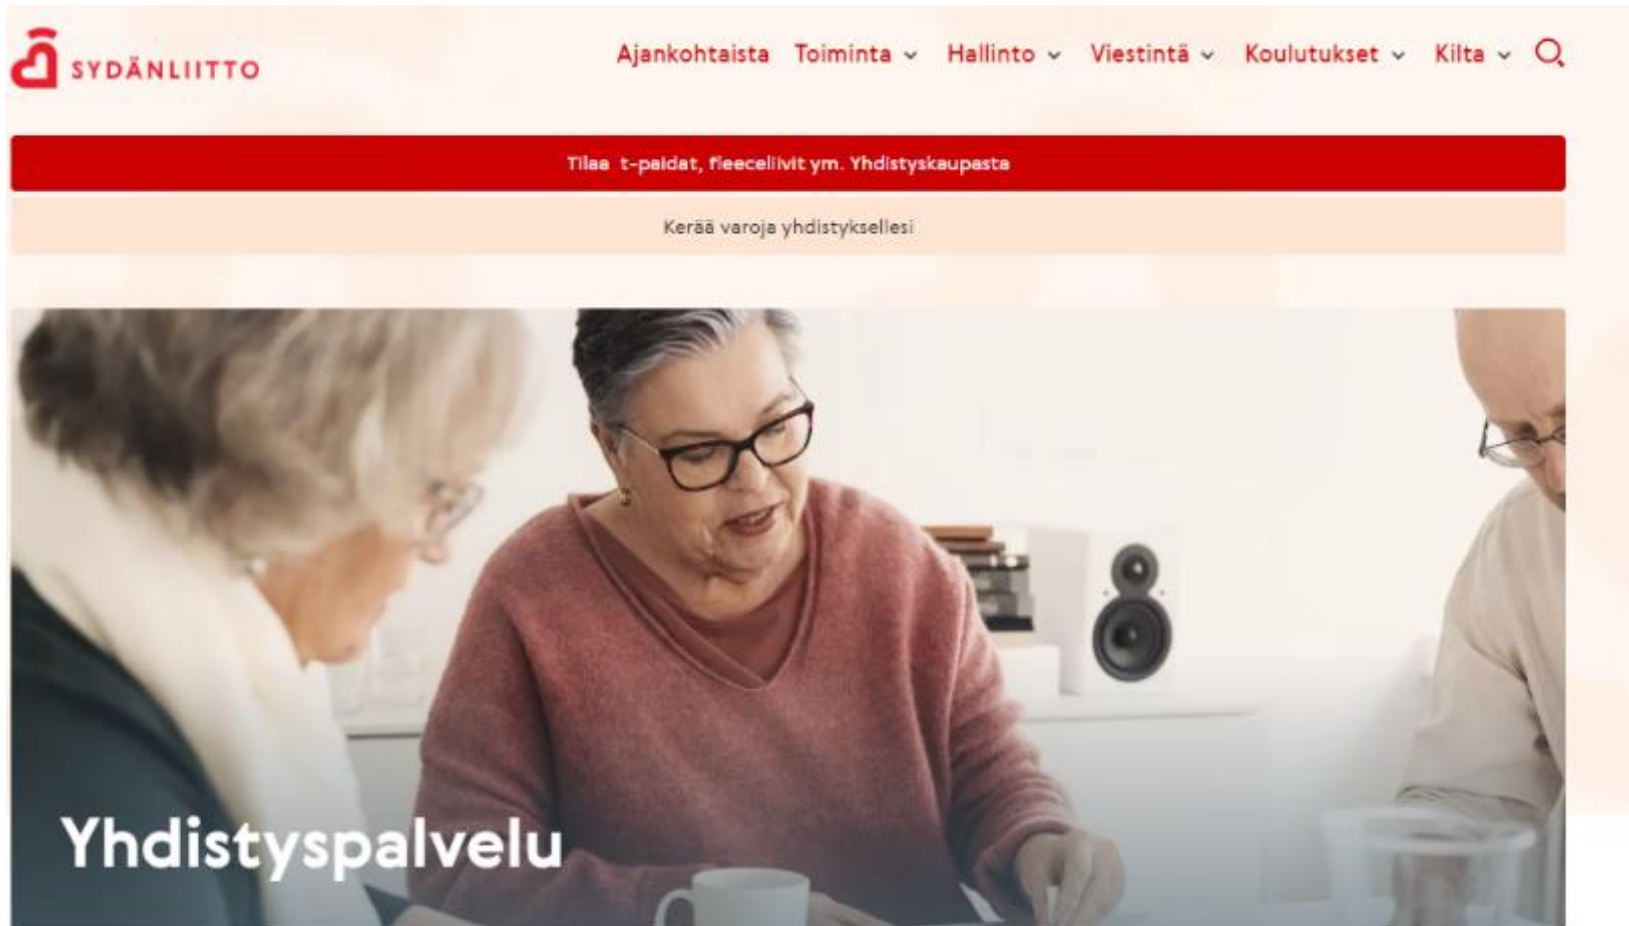 SYDÄNLIITTO
Ajankohtaista Toiminta Hallinto Viestintä Koulutukset Kilta
Tilaa t-paidat, fleeceliivit ym. Yhdistyskaupasta
Kerää varoja yhdistyksellesi
Yhdistyspalvelu